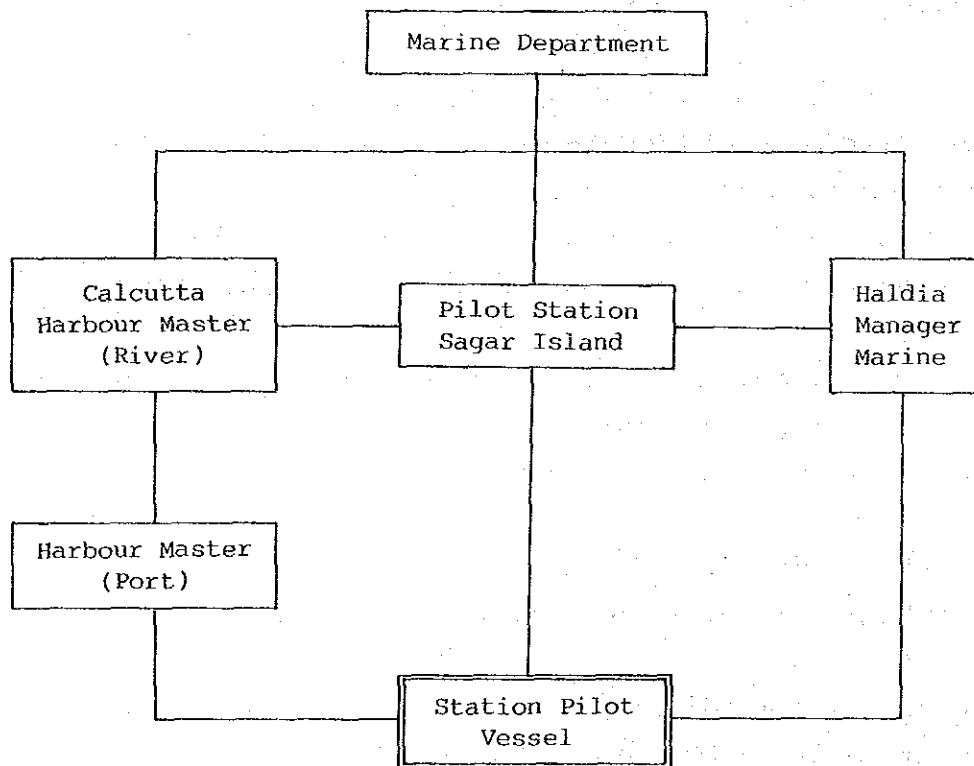 Marine Department
Calcutta
Harbour Master
(River)
Pilot Station
Sagar Island
Haldia
Manager
Marine
Harbour Master
(Port)
Station Pilot
Vessel